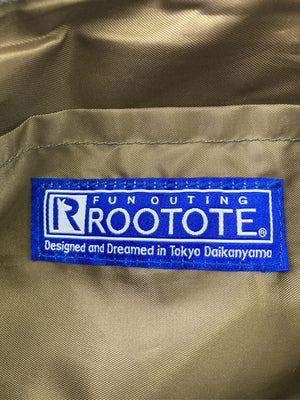 FUN OUTING
R ROOTOTE®
Designed and Dreamed in Tokyo Daikanyama